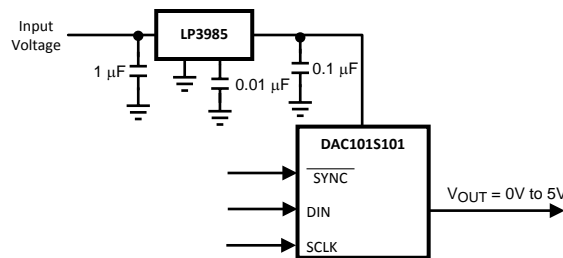 Input
Voltage
LP3985
1 μF
0.01 μF
0.1 μF
DAC101S101
SYNC
DIN
SCLK
VOUT = 0V to 5V